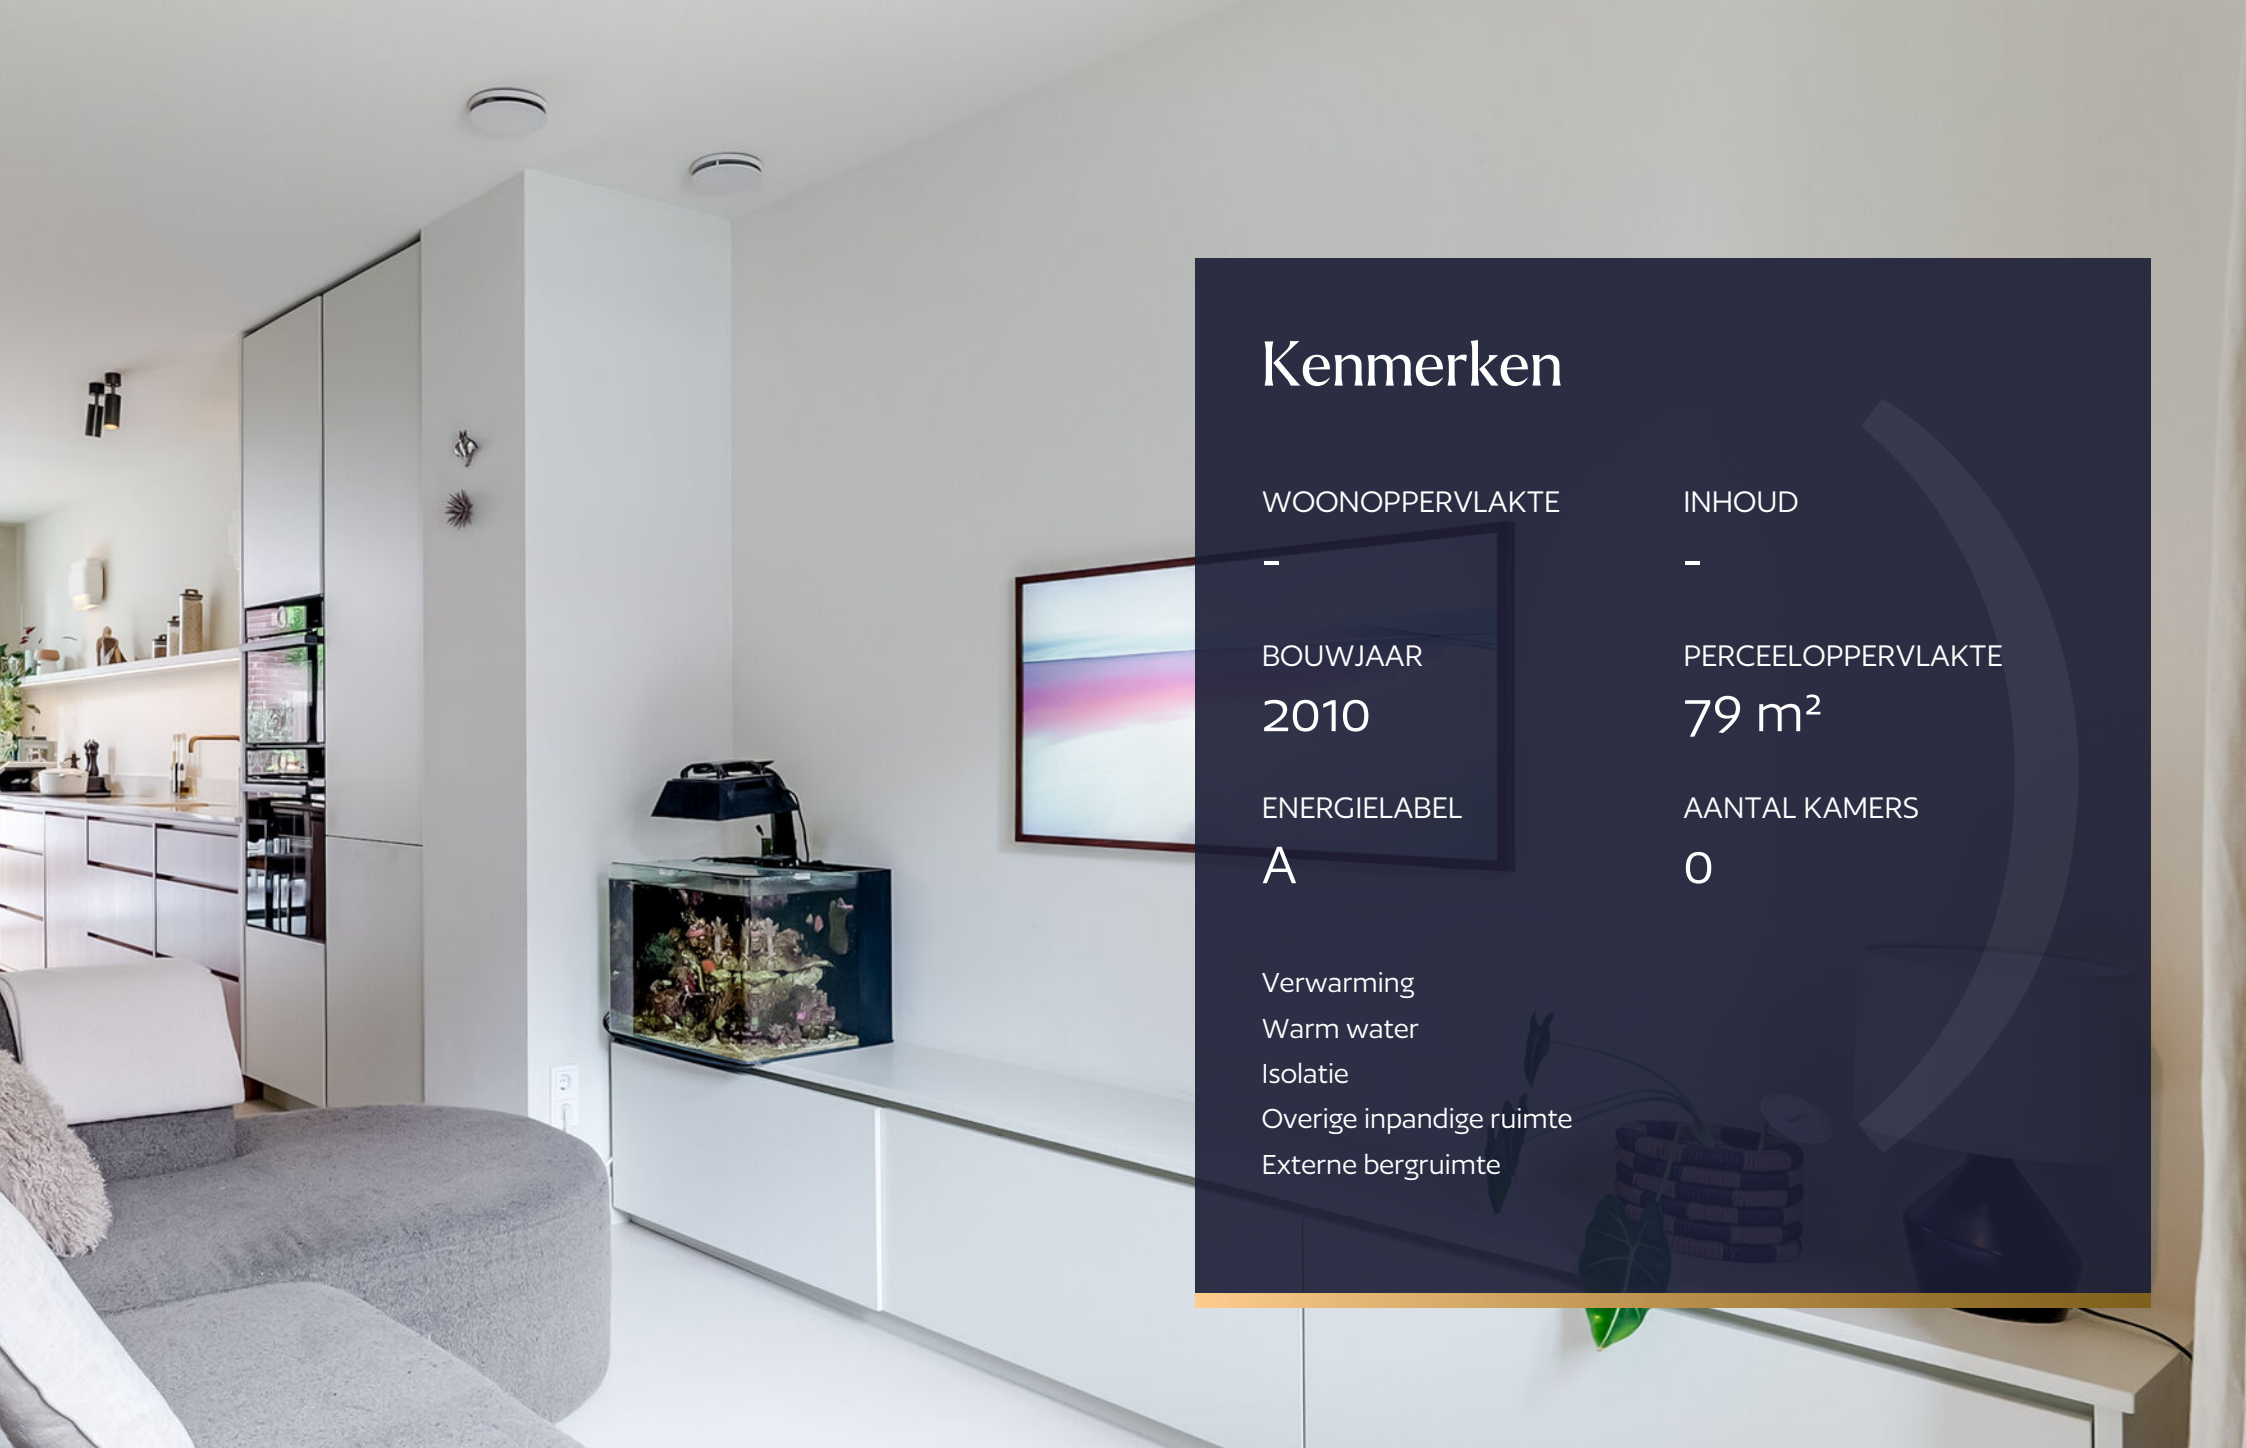 Kenmerken
WOONOPPERVLAKTE
-
INHOUD
-
BOUWJAAR
2010
PERCEELOPPERVLAKTE
79 m²
ENERGIELABEL
A
AANTAL KAMERS
0
Verwarming
Warm water
Isolatie
Overige inpandige ruimte
Externe bergruimte